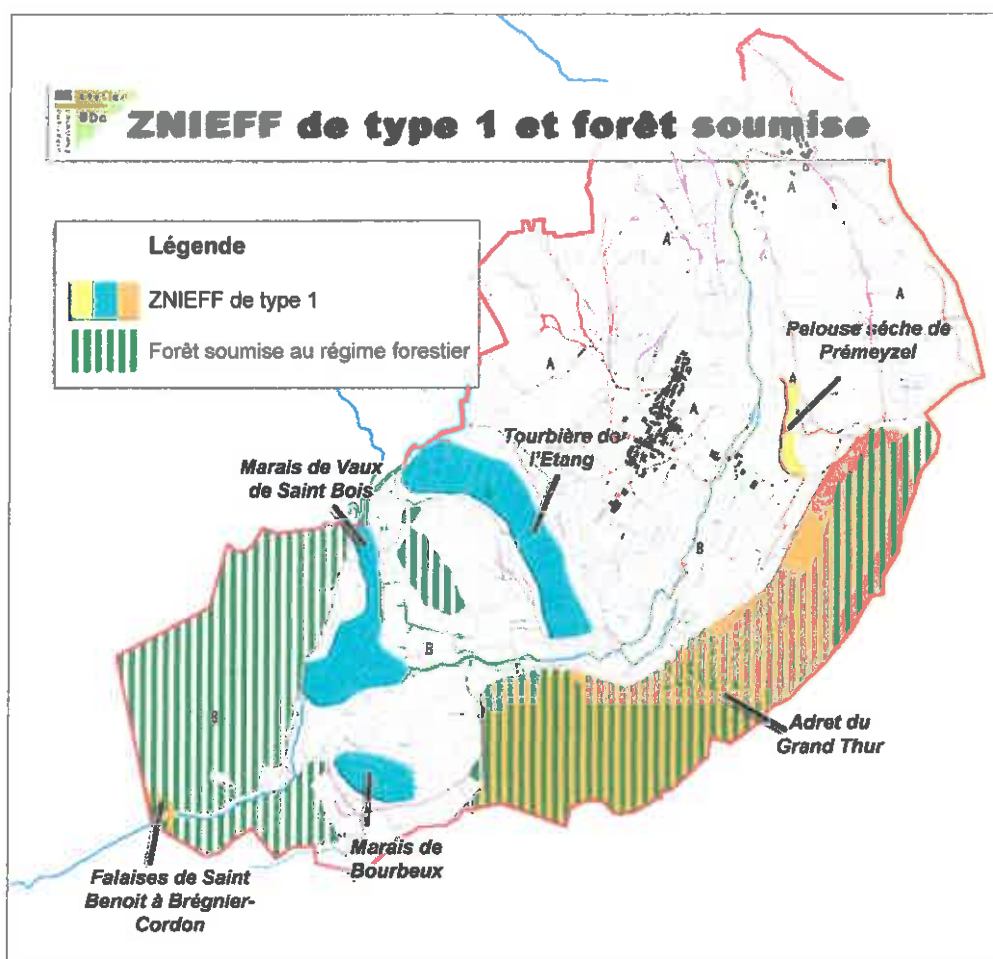 ZNIEFF de type 1 et forêt soumise
Légende
ZNIEFF de type 1
Forêt soumise au régime forestier
Pelouse séche de
Prémeyzel
Tourbière de
l'Etang
Marais de Vaux
de Saint Bois
Adret du
Grand Thur
Marais de
Bourbeux
Falaises de Saint
Benoit à Brégnier-
Cordon
A
A
A
A
A
A
B
B
B